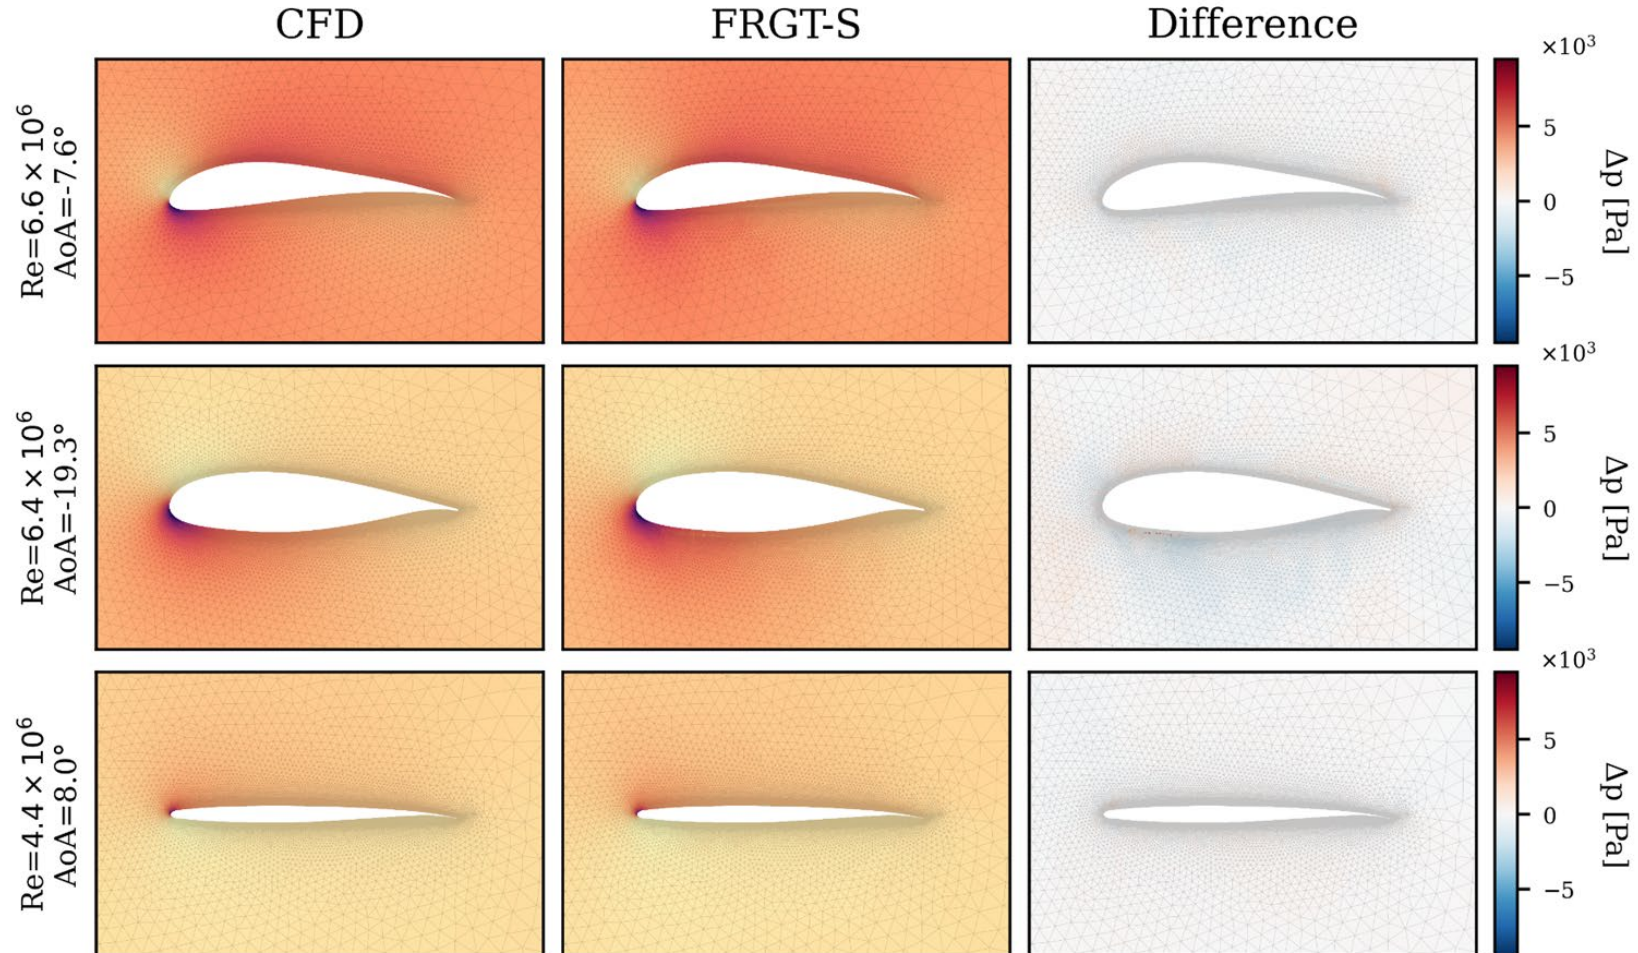 CFD
FRGT-S
Difference
Re=6.6 × 10⁶
AoA=-7.6°
×10³
5
0
−5
Δp [Pa]
Re=6.4 × 10⁶
AoA=-19.3°
×10³
5
0
−5
Δp [Pa]
Re=4.4 × 10⁶
AoA=8.0°
×10³
5
0
−5
Δp [Pa]